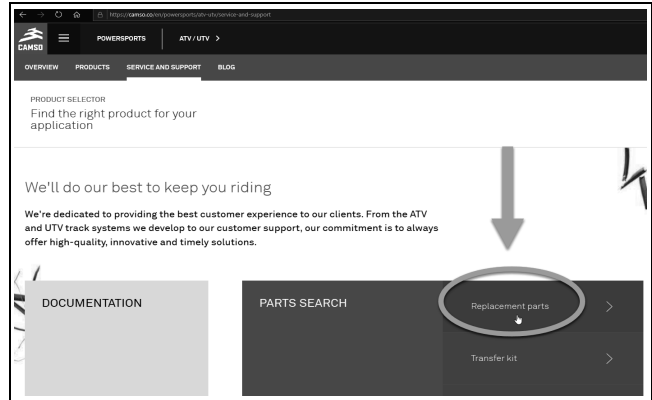 https://camso.co/en/powersports/atv-utv/service-and-support
CAMSO
POWERSPORTS
ATV / UTV >
OVERVIEW PRODUCTS SERVICE AND SUPPORT BLOG
PRODUCT SELECTOR
Find the right product for your
application
We'll do our best to keep you riding
We're dedicated to providing the best customer experience to our clients. From the ATV
and UTV track systems we develop to our customer support, our commitment is to always
offer high-quality, innovative and timely solutions.
DOCUMENTATION
PARTS SEARCH
Replacement parts
Transfer kit